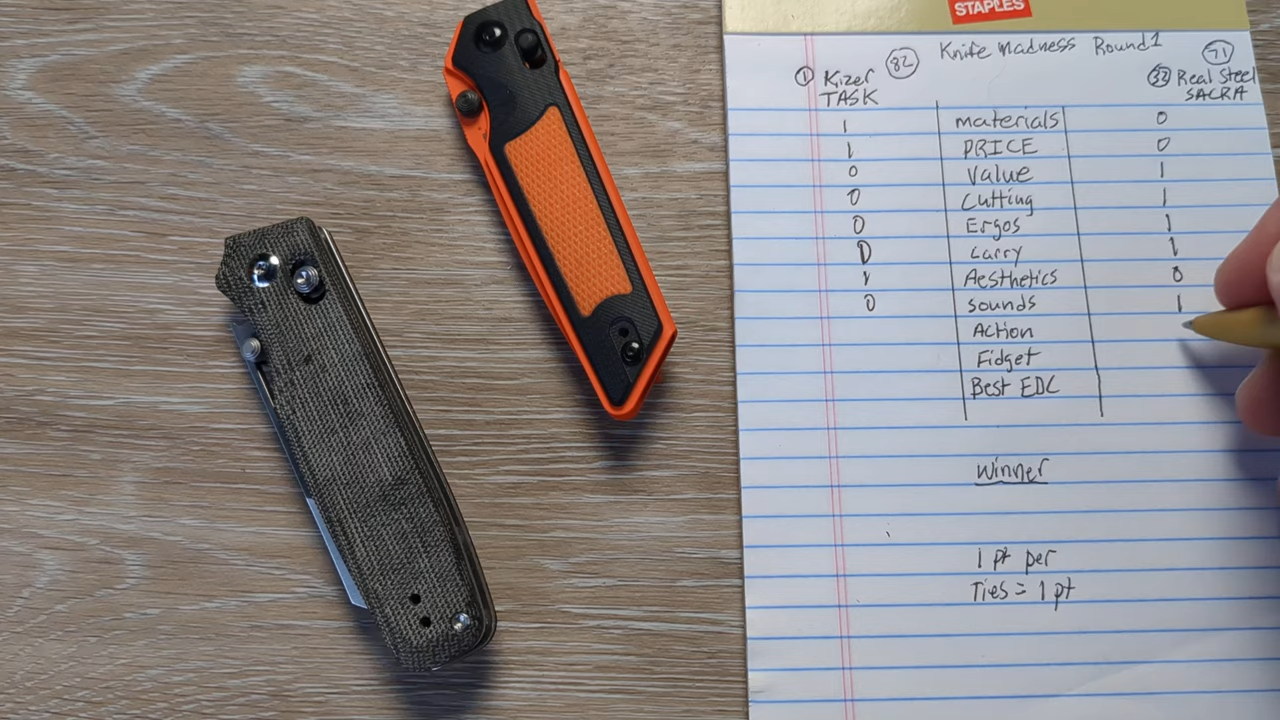 STAPLES
82 Knife Madness Round 1 71
1 Kizer 32 Real Steel
TASK SACRA
1 materials 0
1 PRICE 0
0 Value 1
0 Cutting 1
0 Ergos 1
0 Carry 1
1 Aesthetics 0
0 sounds 1
Action
Fidget
Best EDC
Winner
1 pt per
Ties = 1 pt